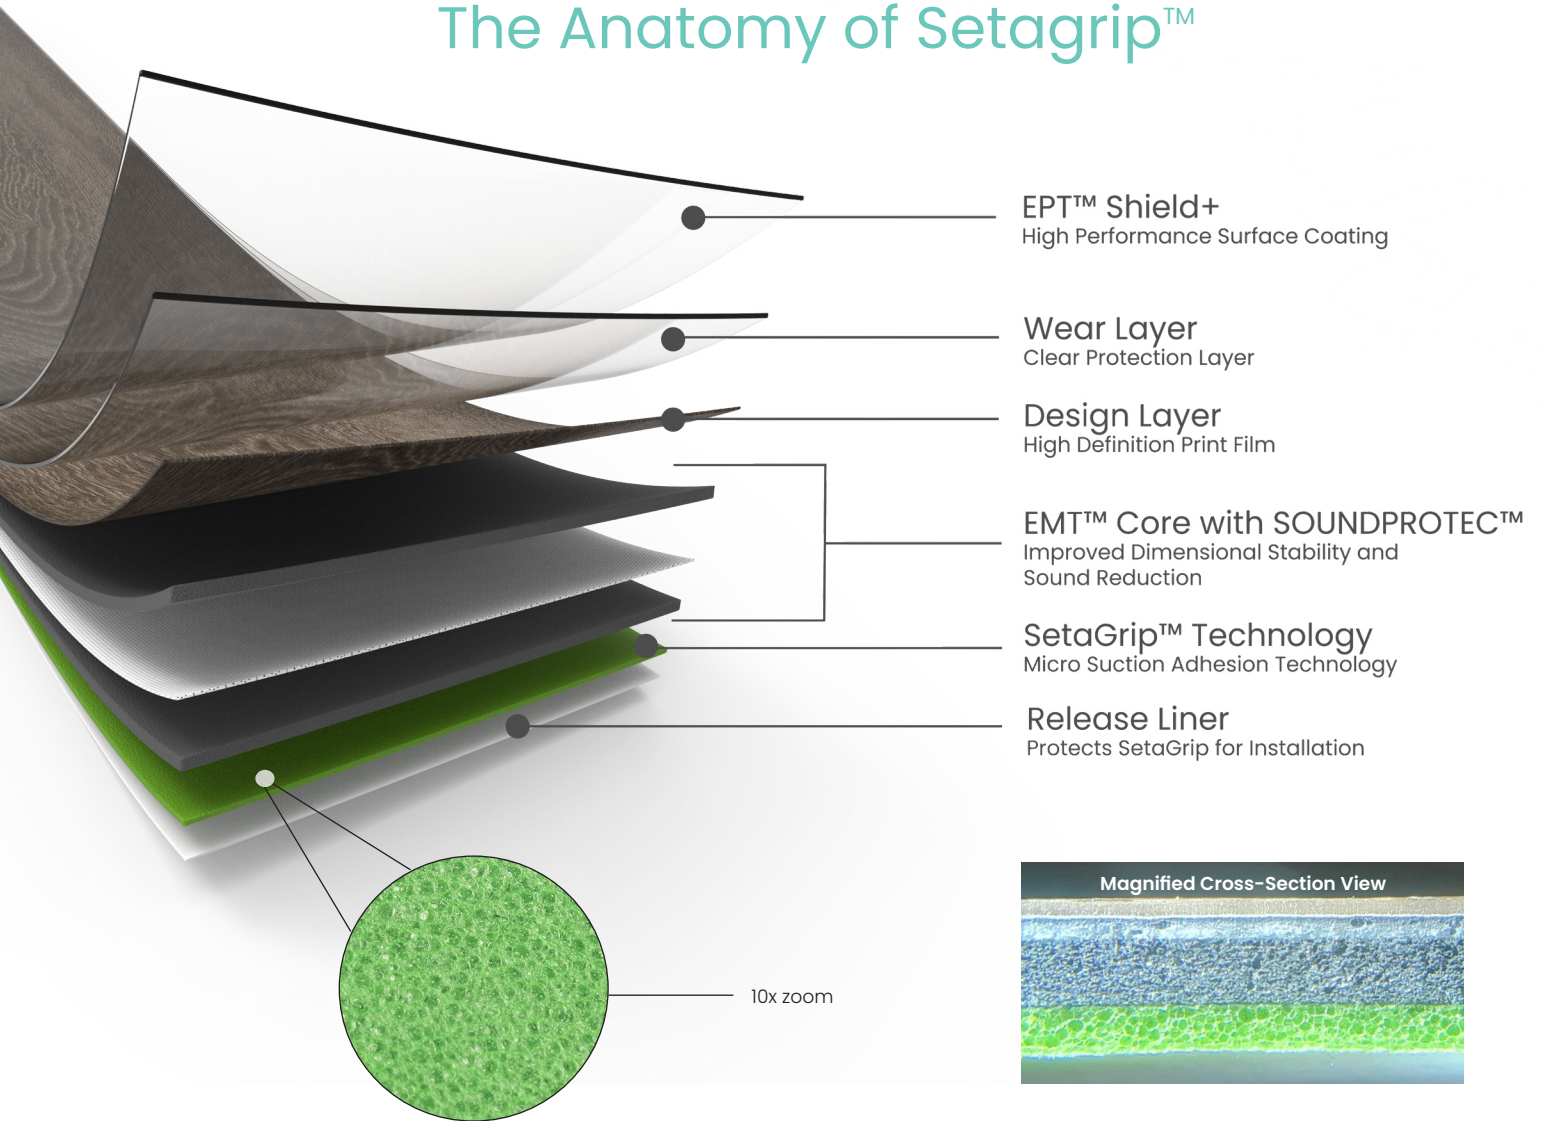 The Anatomy of Setagrip™
EPT™ Shield+
High Performance Surface Coating
Wear Layer
Clear Protection Layer
Design Layer
High Definition Print Film
EMT™ Core with SOUNDPROTEC™
Improved Dimensional Stability and
Sound Reduction
SetaGrip™ Technology
Micro Suction Adhesion Technology
Release Liner
Protects SetaGrip for Installation
10x zoom
Magnified Cross-Section View